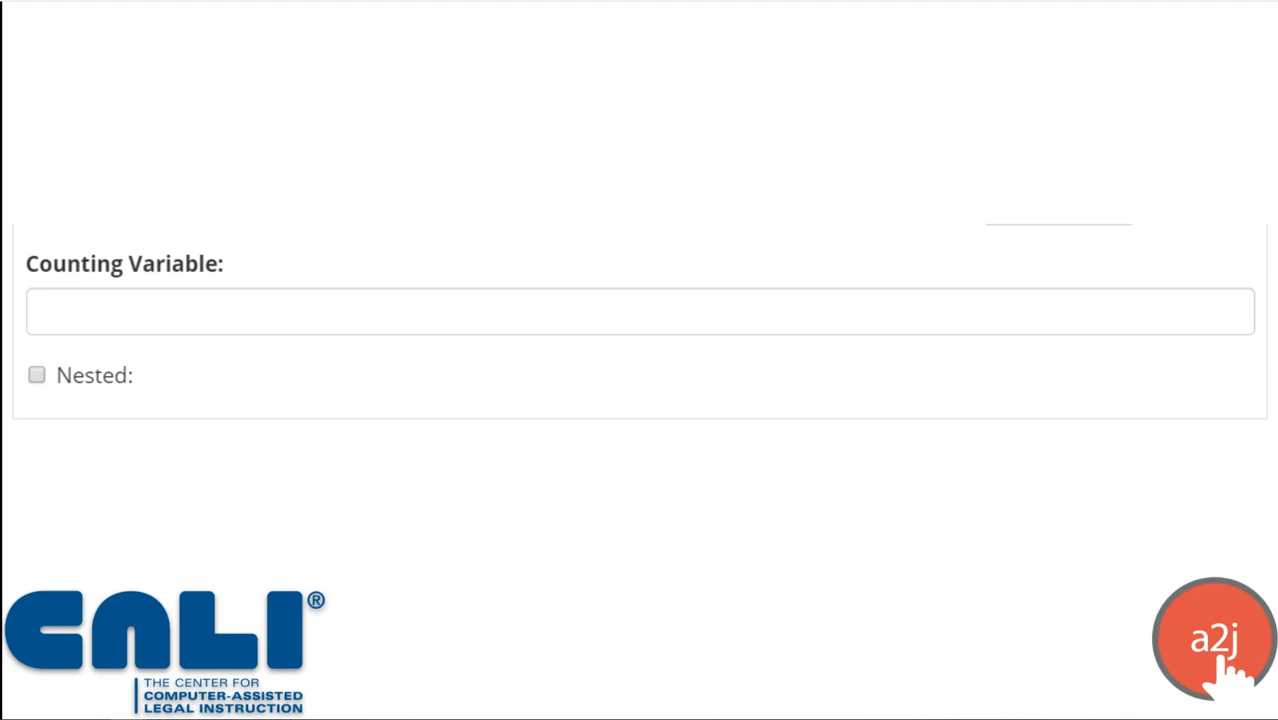 Counting Variable:
Nested:
CALI®
THE CENTER FOR
COMPUTER-ASSISTED
LEGAL INSTRUCTION
a2j